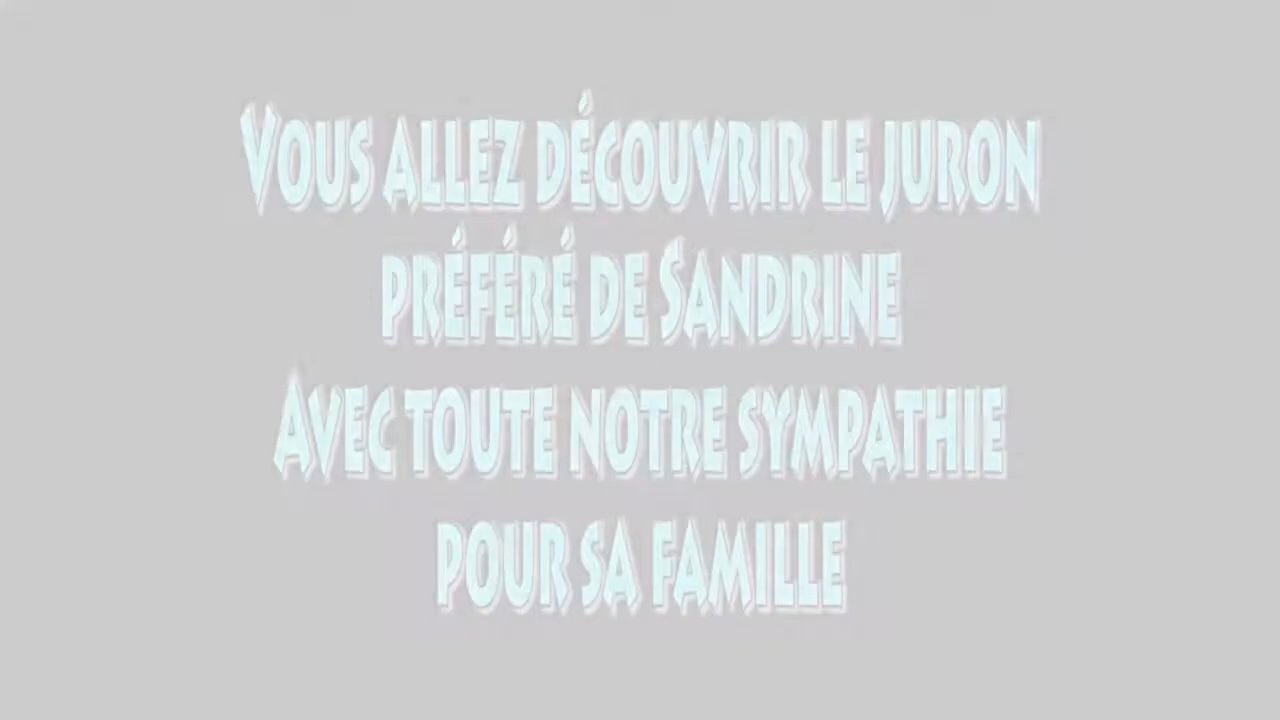 Vous allez découvrir le juron
préféré de Sandrine
Avec toute notre sympathie
pour sa famille